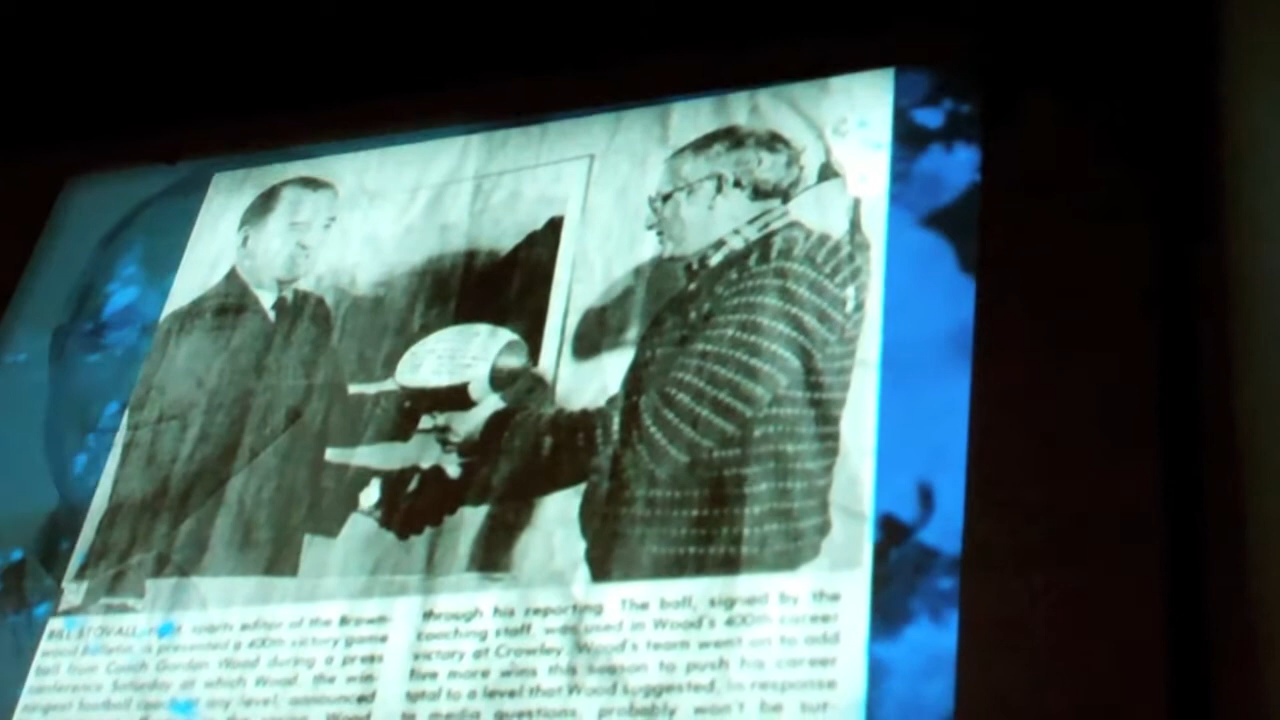 BILL STOVALL, right, sports editor of the Brown-
wood Bulletin, is presented a 400th victory game
ball from Coach Gordon Wood during a press
conference Saturday at which Wood, the win-
ningest football coach at any level, announced
Wood
through his reporting. The ball, signed by the
coaching staff, was used in Wood's 400th career
victory at Crowley. Wood's team went on to add
five more wins this season to push his career
total to a level that Wood suggested, in response
to media questions, probably won't be sur-